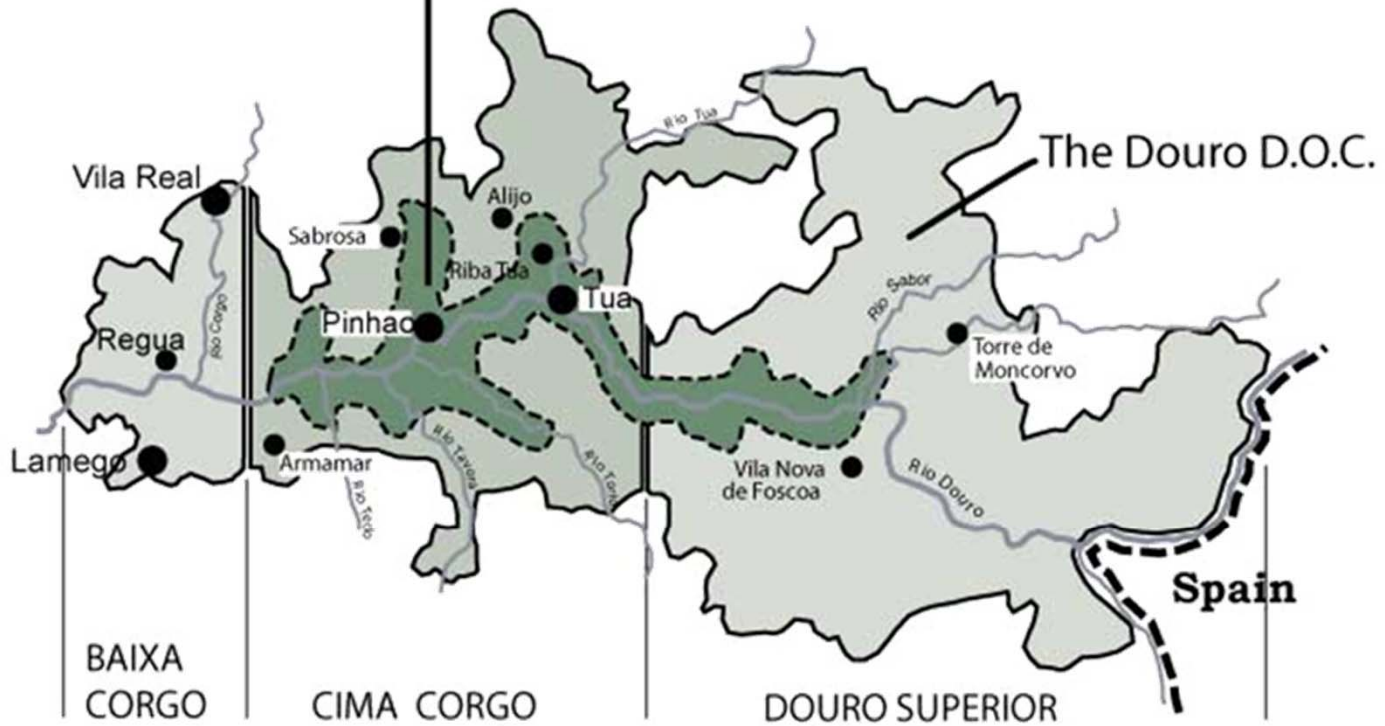 Rio Tua
The Douro D.O.C.
Vila Real
Alijo
Sabrosa
Riba Tua
Tua
Pinhao
Rio Sabor
Rio Corgo
Regua
Torre de
Moncorvo
Lamego
Armamar
Rio Tavora
Rio Torto
Rio Tedo
Vila Nova
de Foscoa
Rio Douro
Spain
BAIXA
CORGO
CIMA CORGO
DOURO SUPERIOR